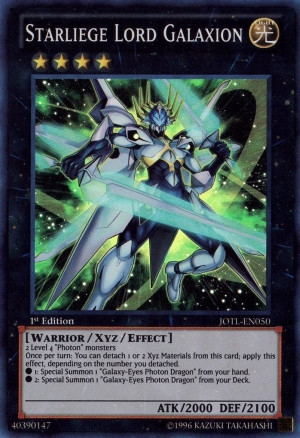 STARLIEGE LORD GALAXION
LIGHT
光
1st Edition
JOTL-EN050
[WARRIOR/XYZ/EFFECT]
2 Level 4 "Photon" monsters
Once per turn: You can detach 1 or 2 Xyz Materials from this card; apply this
effect, depending on the number you detached.
● 1: Special Summon 1 "Galaxy-Eyes Photon Dragon" from your hand.
● 2: Special Summon 1 "Galaxy-Eyes Photon Dragon" from your Deck.
ATK/2000 DEF/2100
40390147
©1996 KAZUKI TAKAHASHI